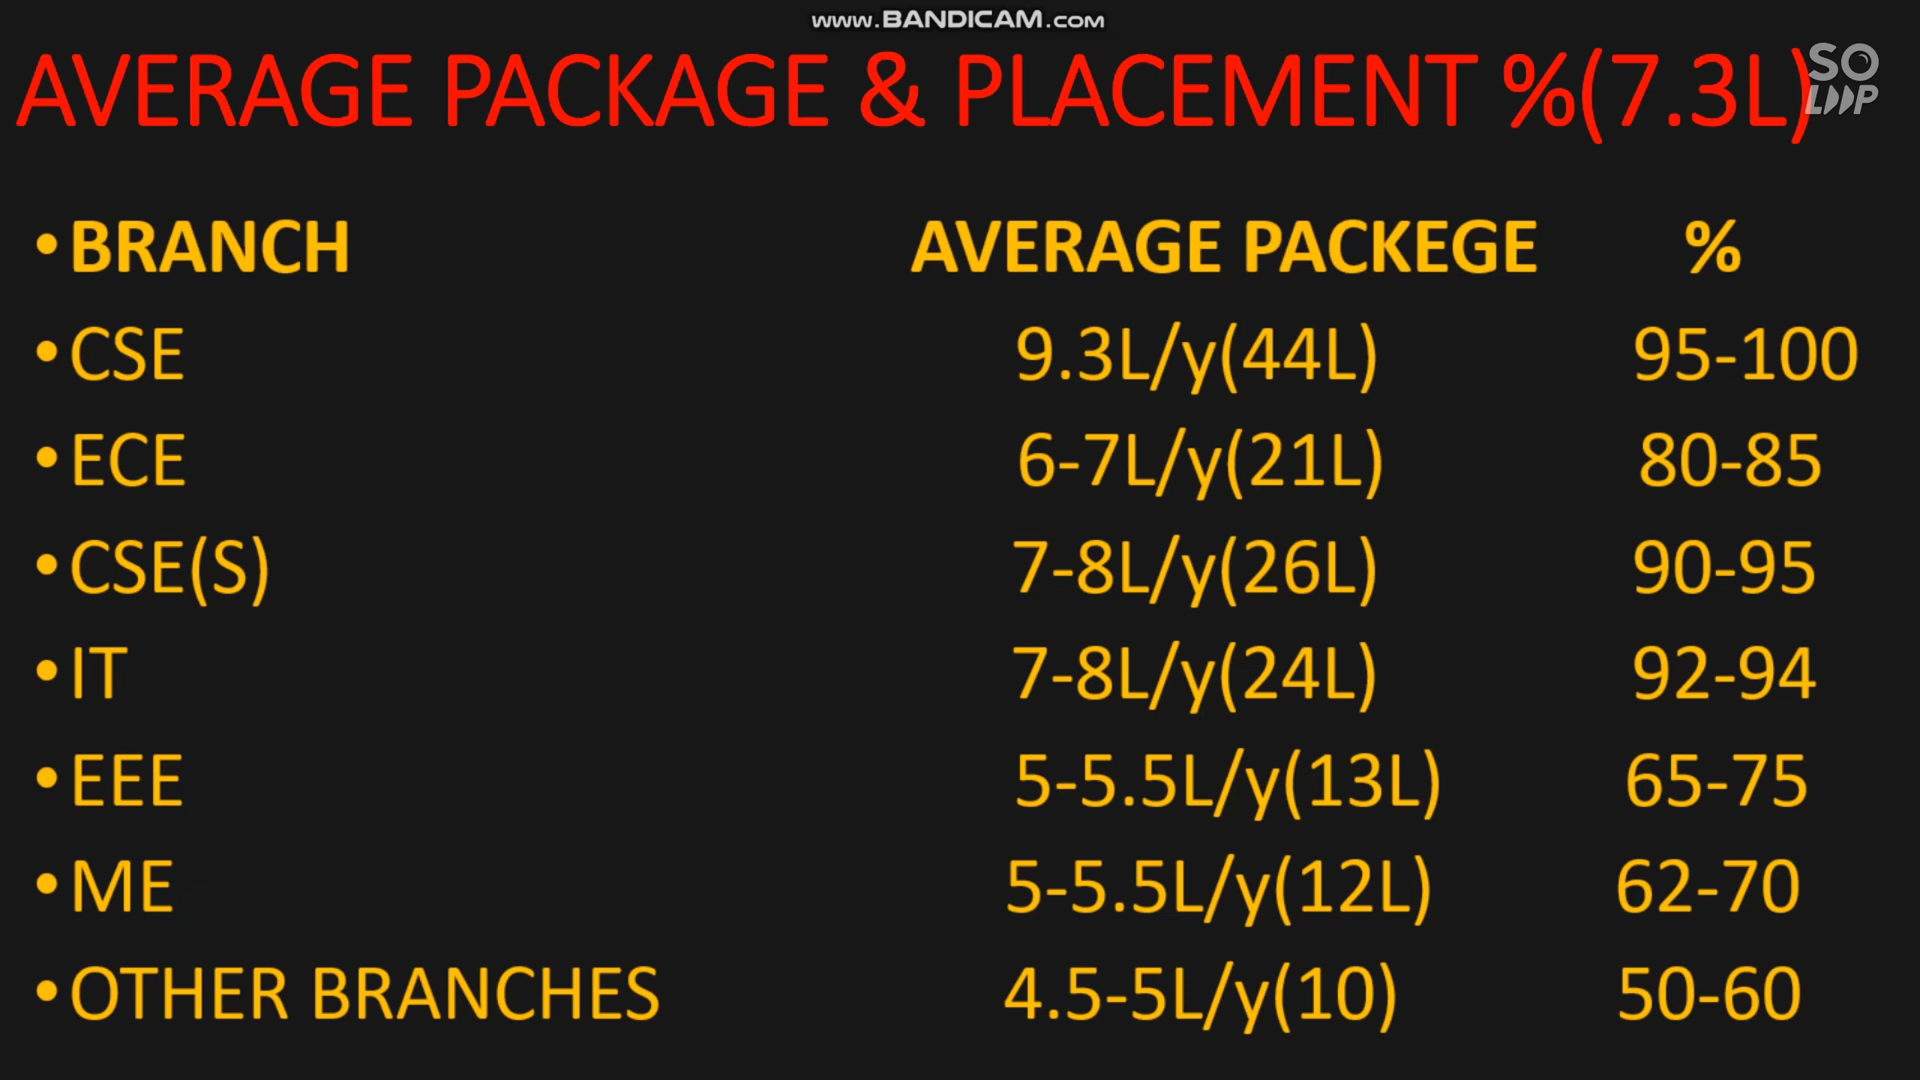 www.BANDICAM.com
AVERAGE PACKAGE & PLACEMENT %(7.3L)
SO
LOOP
• BRANCH AVERAGE PACKEGE %
• CSE 9.3L/y(44L) 95-100
• ECE 6-7L/y(21L) 80-85
• CSE(S) 7-8L/y(26L) 90-95
• IT 7-8L/y(24L) 92-94
• EEE 5-5.5L/y(13L) 65-75
• ME 5-5.5L/y(12L) 62-70
• OTHER BRANCHES 4.5-5L/y(10) 50-60